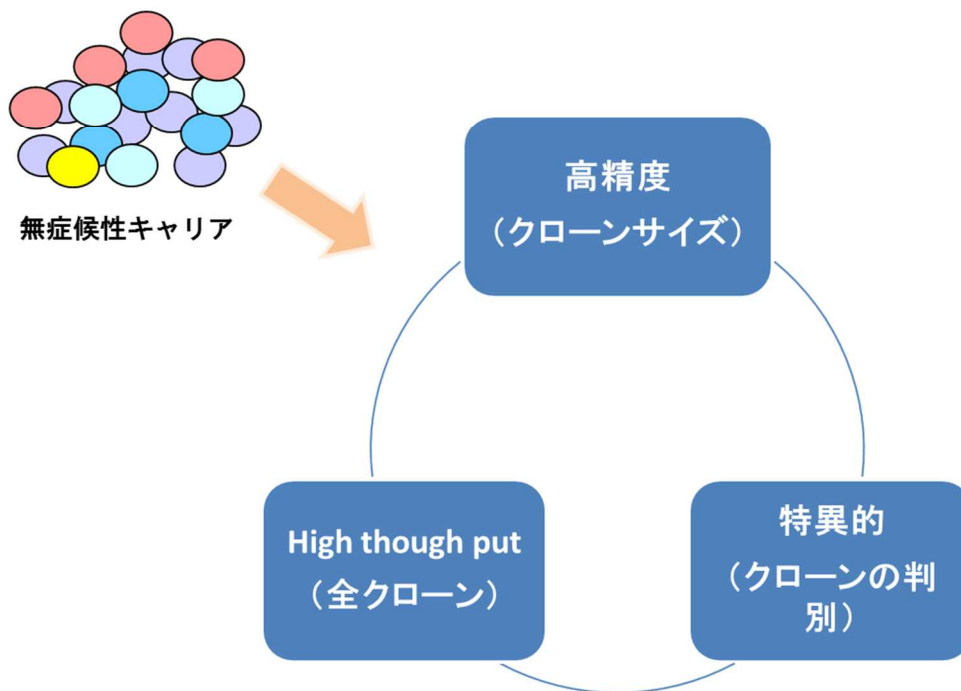 無症候性キャリア
高精度
（クローンサイズ）
High though put
（全クローン）
特異的
（クローンの判
別）